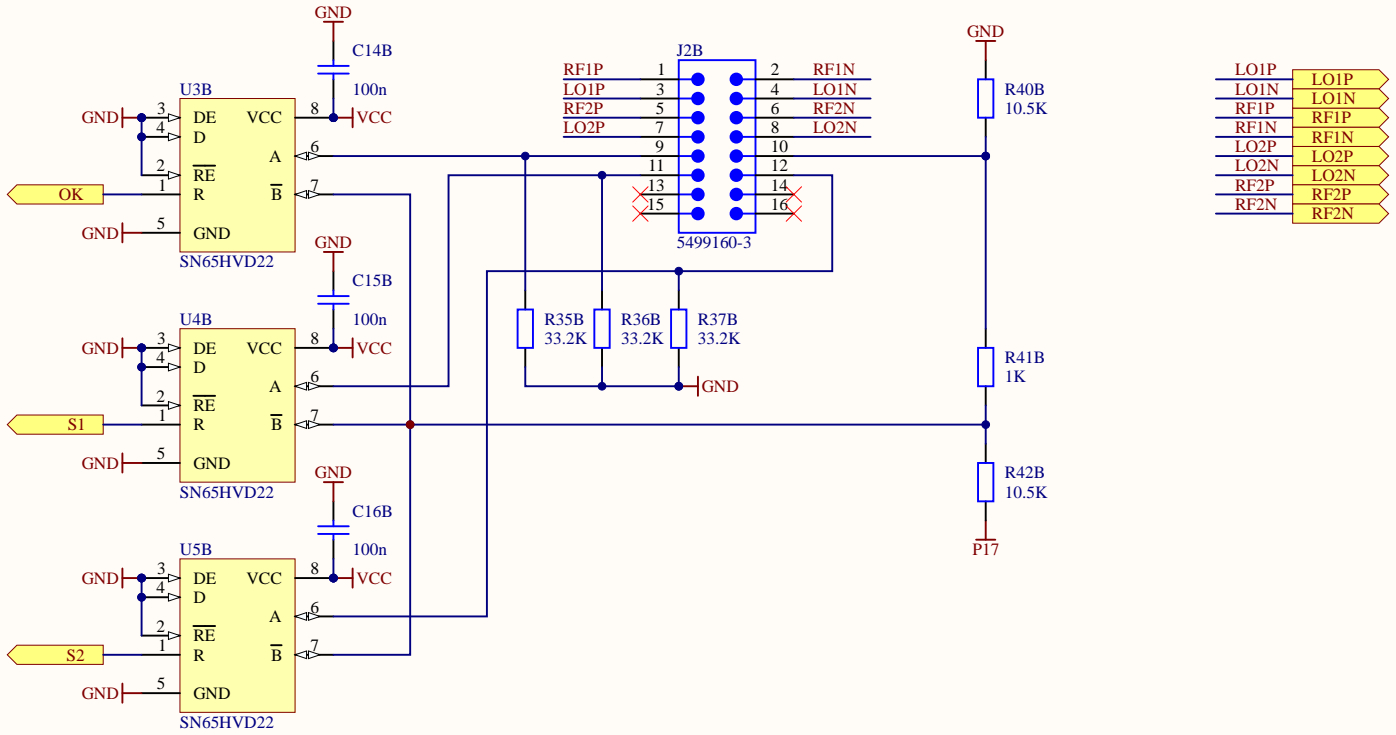 GND
C14B
100n
U3B
GND 3 DE VCC 8 VCC
4 D
A 6
2 RE
OK 1 R B 7
GND 5 GND
SN65HVD22
GND
C15B
100n
U4B
GND 3 DE VCC 8 VCC
4 D
A 6
2 RE
S1 1 R B 7
GND 5 GND
SN65HVD22
GND
C16B
100n
U5B
GND 3 DE VCC 8 VCC
4 D
A 6
2 RE
S2 1 R B 7
GND 5 GND
SN65HVD22
J2B
RF1P 1 2 RF1N
LO1P 3 4 LO1N
RF2P 5 6 RF2N
LO2P 7 8 LO2N
9 10
11 12
13 14
15 16
5499160-3
R35B
33.2K
R36B
33.2K
R37B
33.2K
GND
GND
R40B
10.5K
R41B
1K
R42B
10.5K
P17
LO1P LO1P
LO1N LO1N
RF1P RF1P
RF1N RF1N
LO2P LO2P
LO2N LO2N
RF2P RF2P
RF2N RF2N